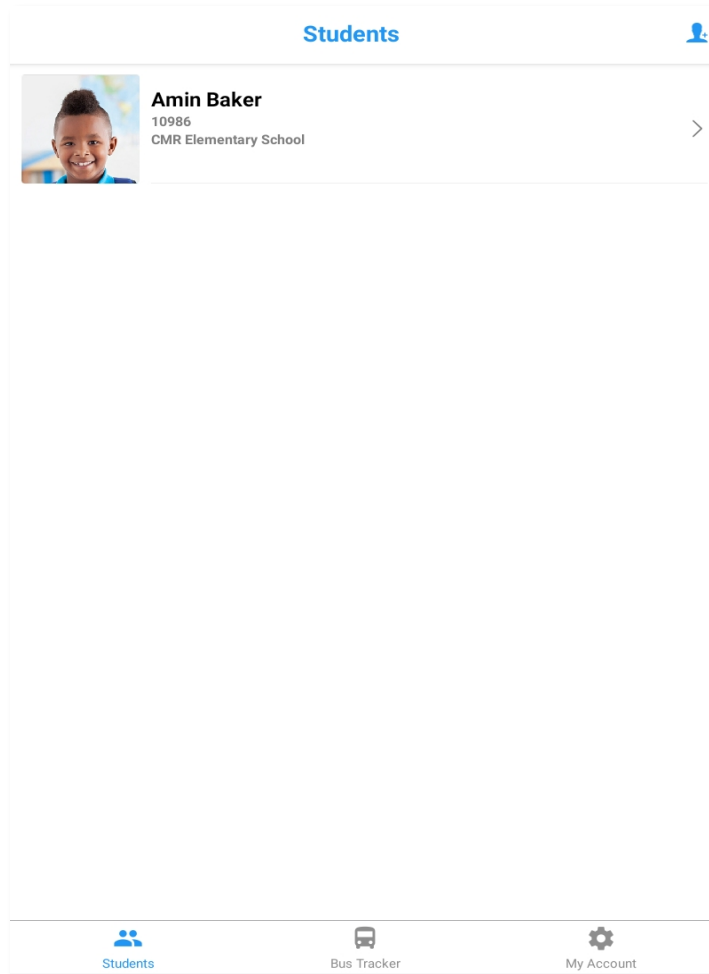 Students
Amin Baker
10986
CMR Elementary School
Students
Bus Tracker
My Account